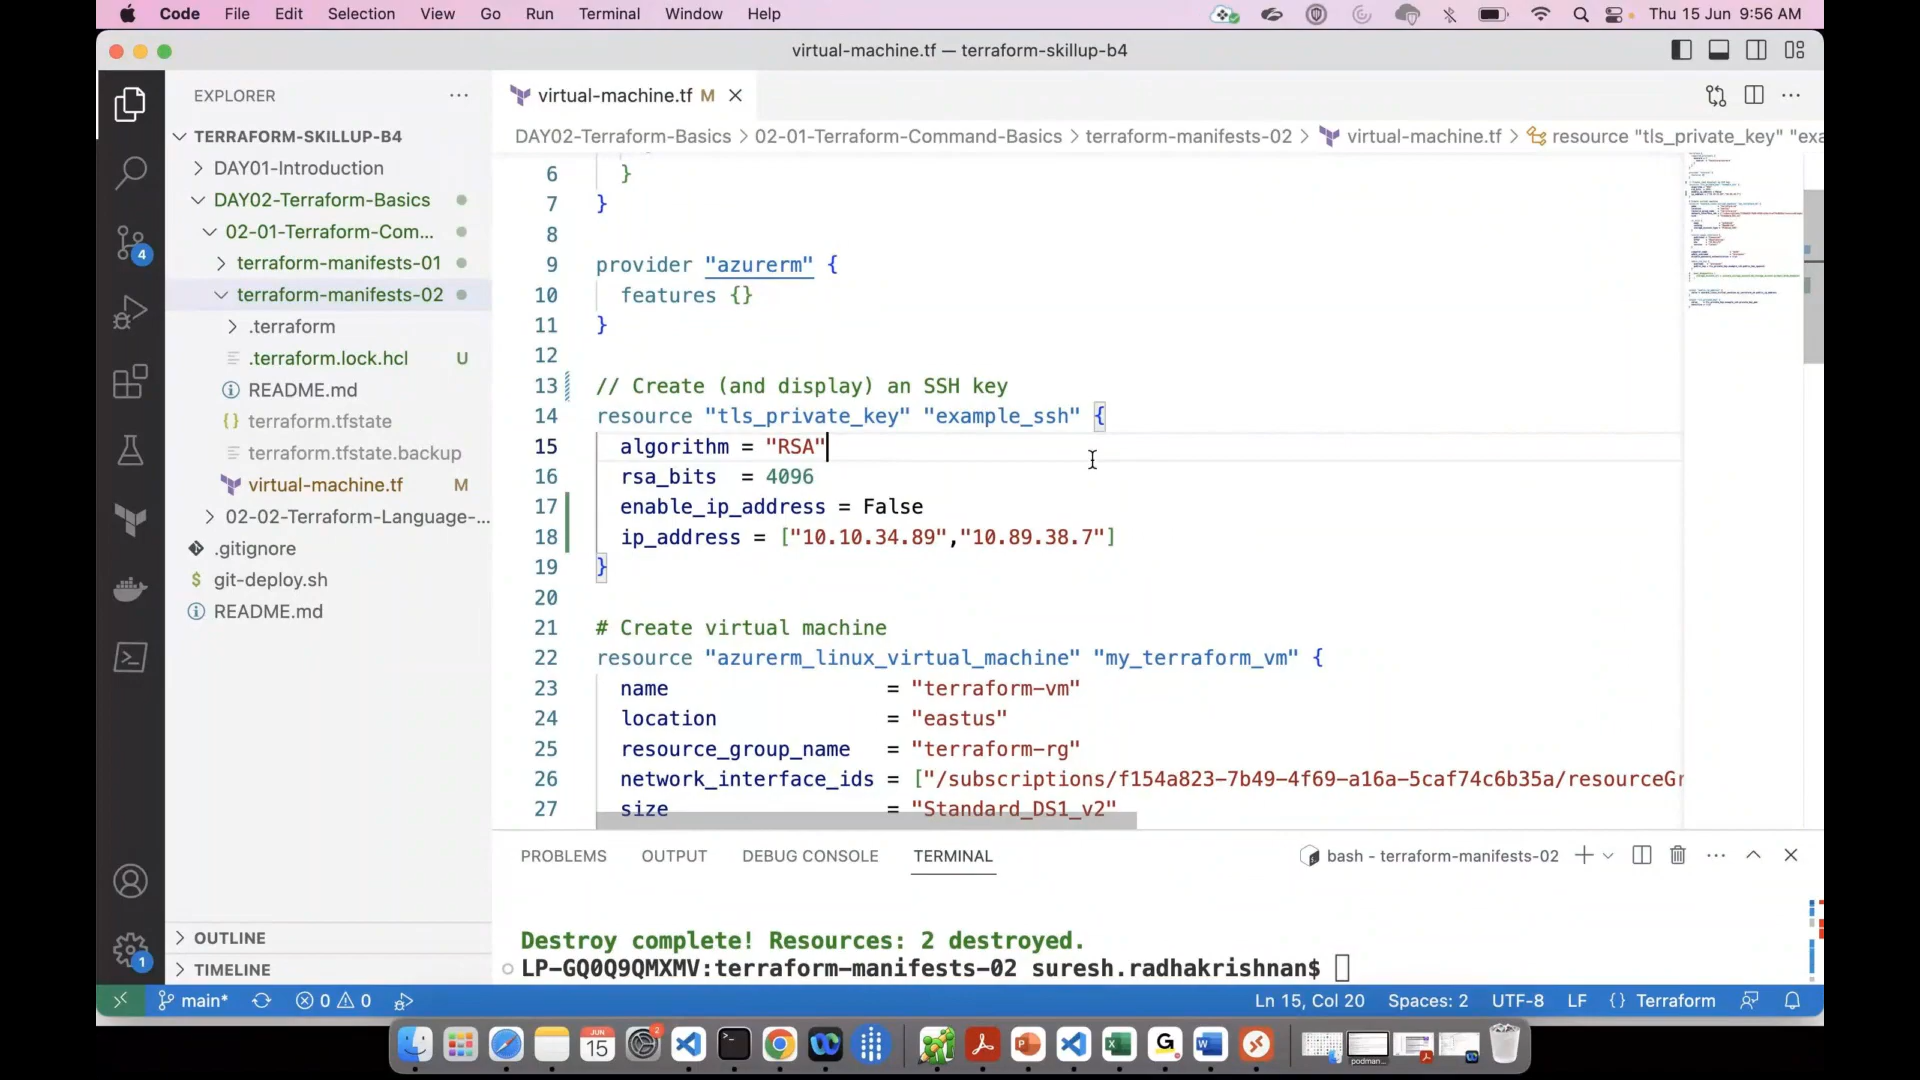 Code File Edit Selection View Go Run Terminal Window Help Thu 15 Jun 9:56 AM
virtual-machine.tf — terraform-skillup-b4
EXPLORER
TERRAFORM-SKILLUP-B4
DAY01-Introduction
DAY02-Terraform-Basics
02-01-Terraform-Com...
terraform-manifests-01
terraform-manifests-02
.terraform
.terraform.lock.hcl U
README.md
terraform.tfstate
terraform.tfstate.backup
virtual-machine.tf M
02-02-Terraform-Language-...
.gitignore
$ git-deploy.sh
README.md
OUTLINE
TIMELINE
4
1
virtual-machine.tf M
DAY02-Terraform-Basics > 02-01-Terraform-Command-Basics > terraform-manifests-02 > virtual-machine.tf > resource "tls_private_key" "exa
6 }
7 }
8
9 provider "azurerm" {
10 features {}
11 }
12
13 // Create (and display) an SSH key
14 resource "tls_private_key" "example_ssh" {
15 algorithm = "RSA"
16 rsa_bits = 4096
17 enable_ip_address = False
18 ip_address = ["10.10.34.89","10.89.38.7"]
19 }
20
21 # Create virtual machine
22 resource "azurerm_linux_virtual_machine" "my_terraform_vm" {
23 name = "terraform-vm"
24 location = "eastus"
25 resource_group_name = "terraform-rg"
26 network_interface_ids = ["/subscriptions/f154a823-7b49-4f69-a16a-5caf74c6b35a/resourceGr
27 size = "Standard_DS1_v2"
PROBLEMS OUTPUT DEBUG CONSOLE TERMINAL bash - terraform-manifests-02
Destroy complete! Resources: 2 destroyed.
LP-GQ0Q9QMXMV:terraform-manifests-02 suresh.radhakrishnan$
main* 0 0 Ln 15, Col 20 Spaces: 2 UTF-8 LF {} Terraform
JUN
15
2
podman...